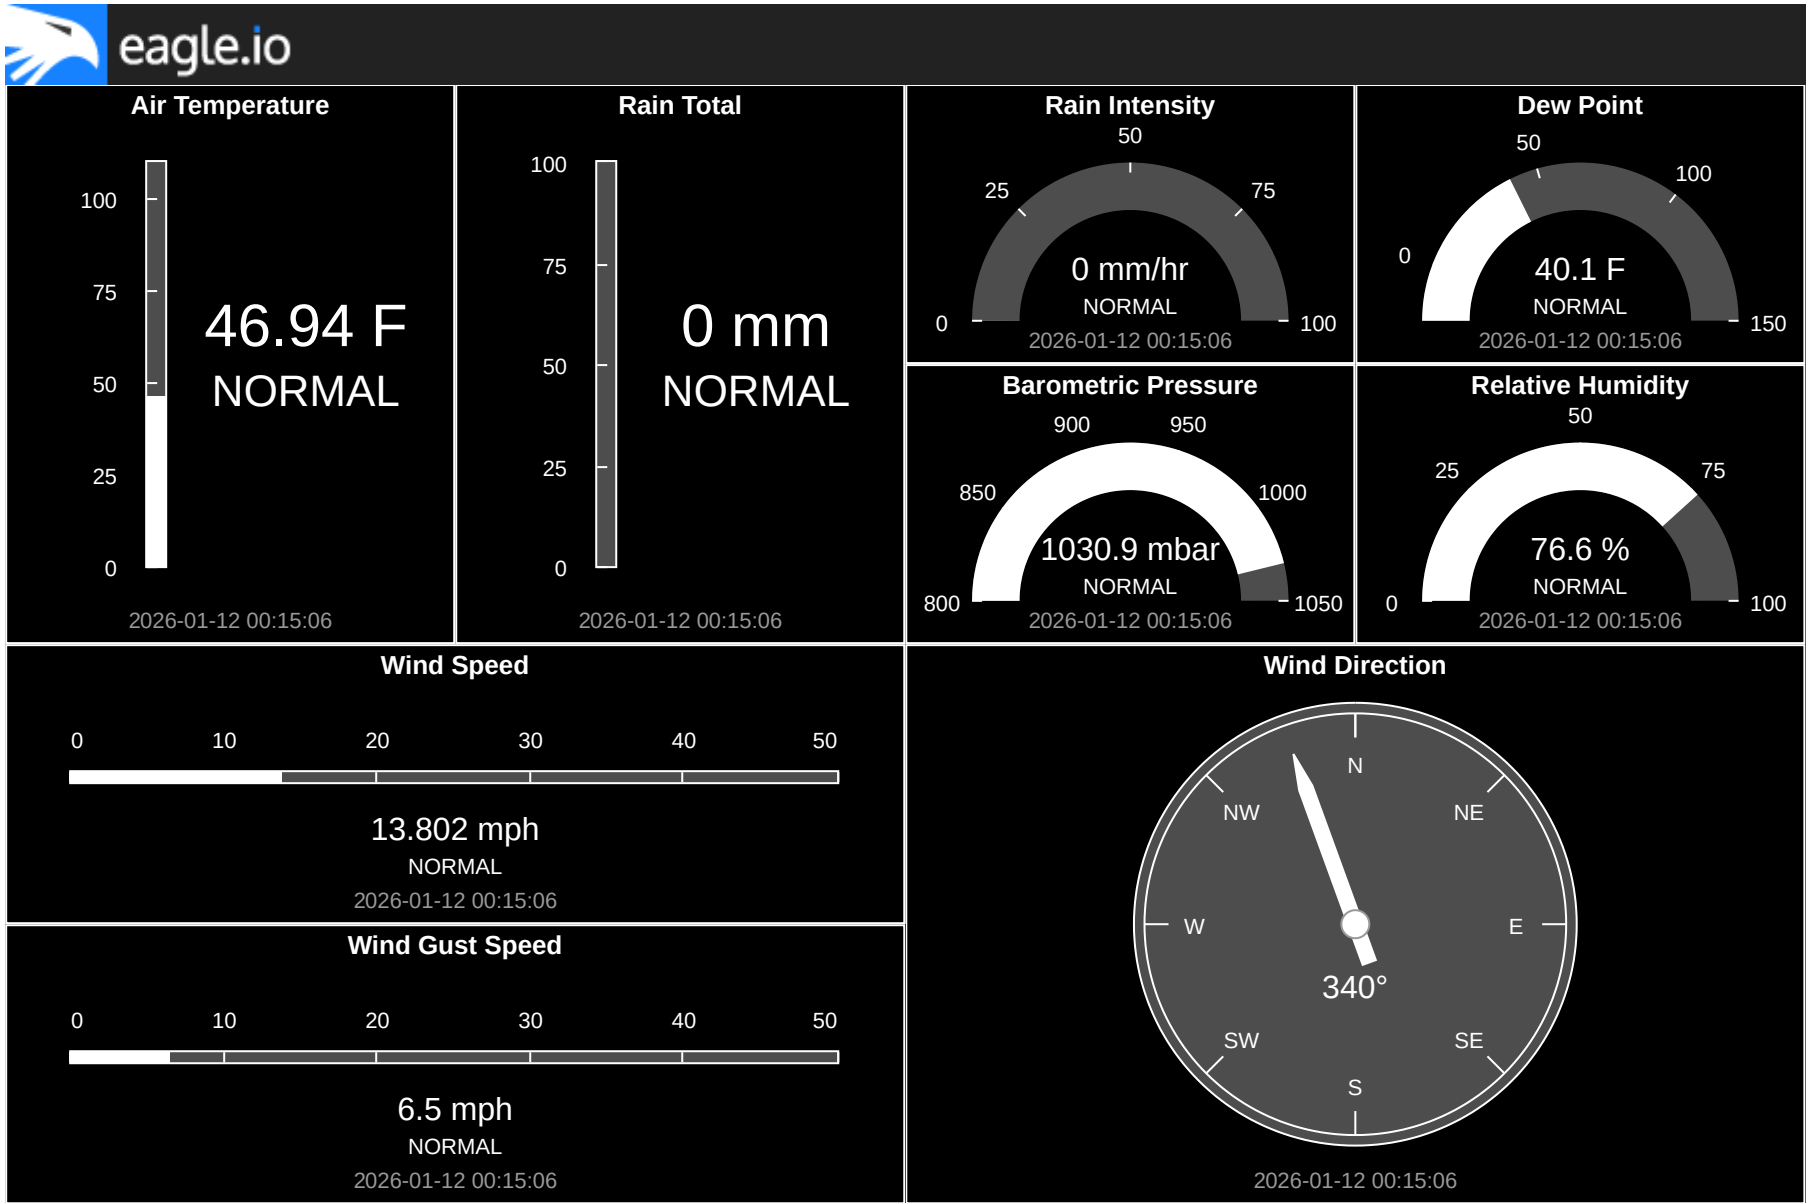 eagle.io
Air Temperature
100
75
50
25
0
46.94 F
NORMAL
2026-01-12 00:15:06
Rain Total
100
75
50
25
0
0 mm
NORMAL
2026-01-12 00:15:06
Rain Intensity
50
25
75
0
100
0 mm/hr
NORMAL
2026-01-12 00:15:06
Dew Point
50
100
0
150
40.1 F
NORMAL
2026-01-12 00:15:06
Barometric Pressure
900
950
850
1000
800
1050
1030.9 mbar
NORMAL
2026-01-12 00:15:06
Relative Humidity
50
25
75
0
100
76.6 %
NORMAL
2026-01-12 00:15:06
Wind Speed
0 10 20 30 40 50
13.802 mph
NORMAL
2026-01-12 00:15:06
Wind Gust Speed
0 10 20 30 40 50
6.5 mph
NORMAL
2026-01-12 00:15:06
Wind Direction
N
NW
NE
W
E
340°
SW
SE
S
2026-01-12 00:15:06